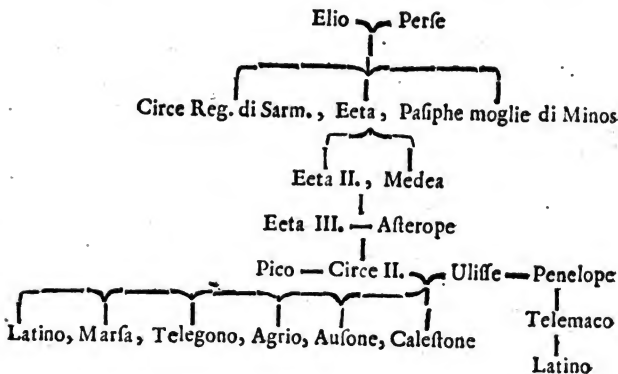 Elio Perſe
Circe Reg. di Sarm., Eeta, Paſiphe moglie di Minos
Eeta II., Medea
Eeta III. — Aſterope
Pico — Circe II. Uliſſe — Penelope
Latino, Marſa, Telegono, Agrio, Auſone, Caleſtone
Telemaco
Latino